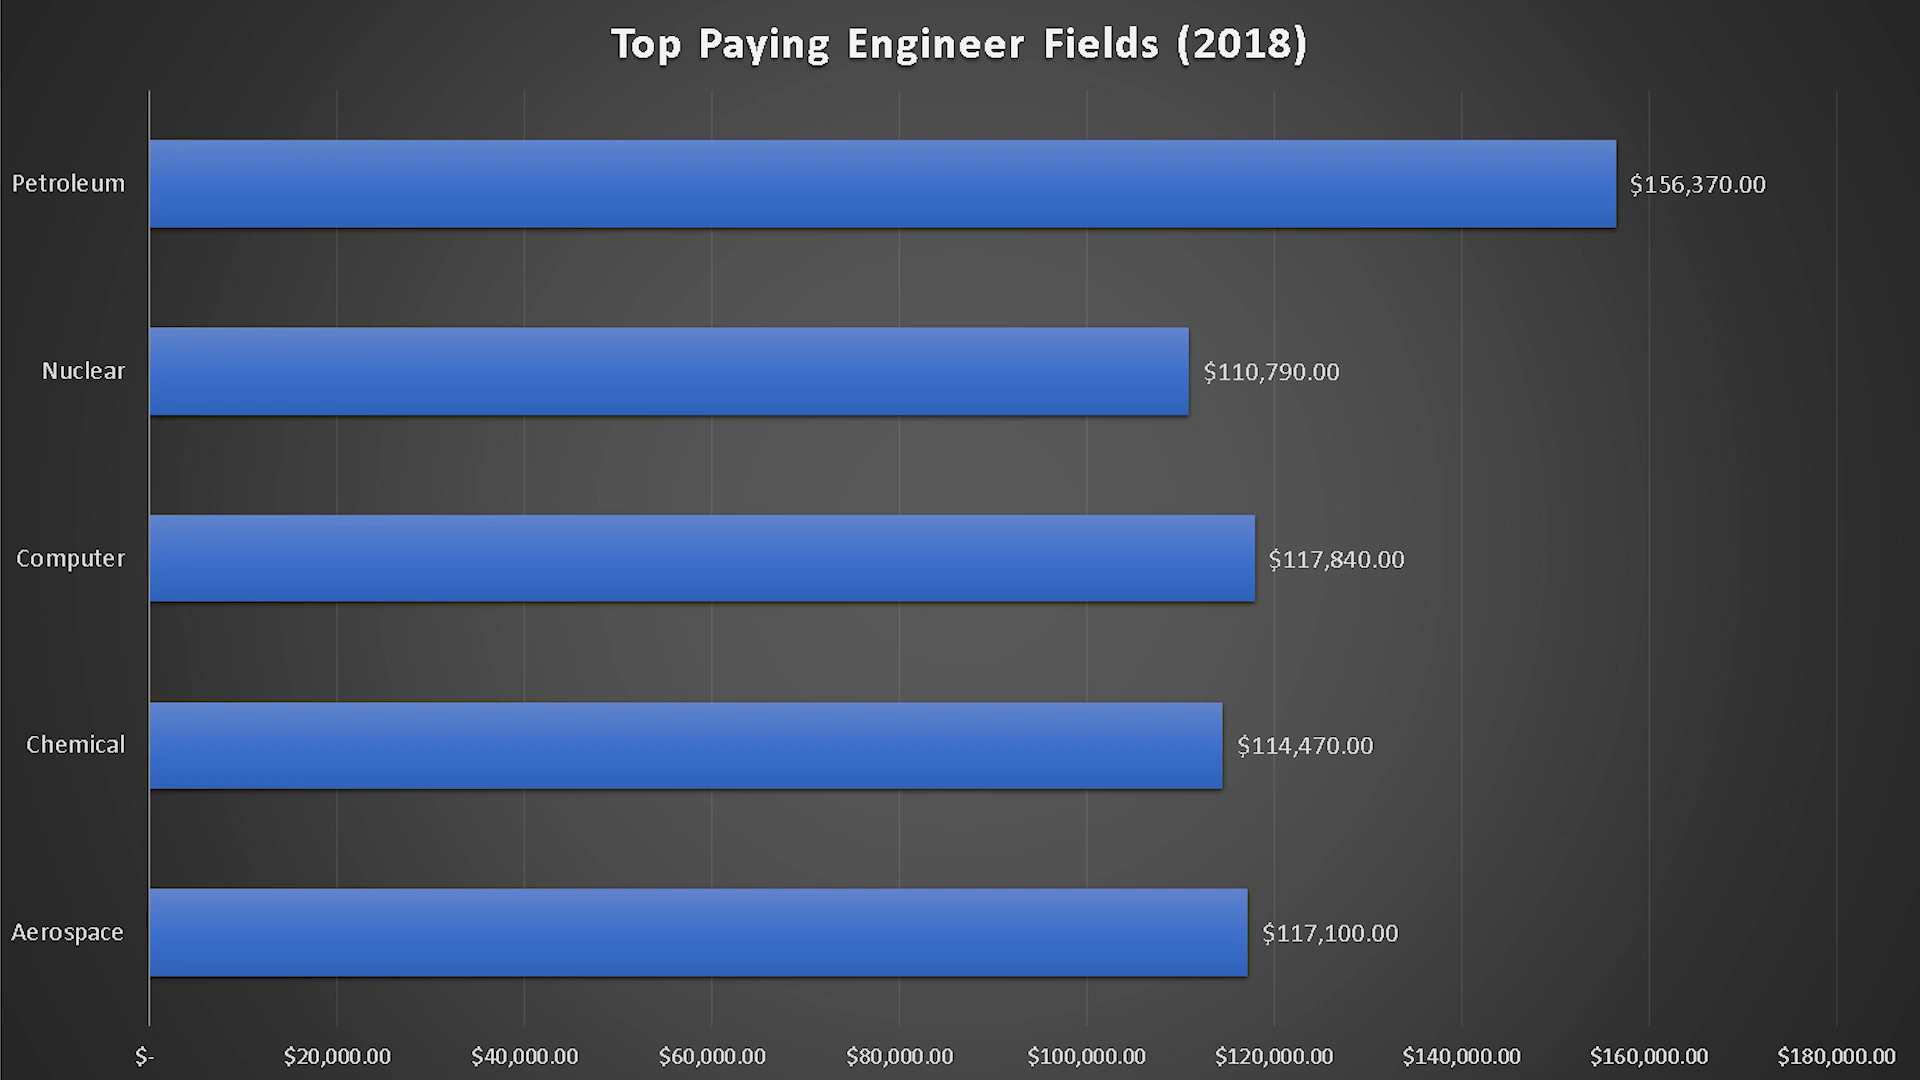 Top Paying Engineer Fields (2018)
Petroleum $156,370.00
Nuclear $110,790.00
Computer $117,840.00
Chemical $114,470.00
Aerospace $117,100.00
$- $20,000.00 $40,000.00 $60,000.00 $80,000.00 $100,000.00 $120,000.00 $140,000.00 $160,000.00 $180,000.00